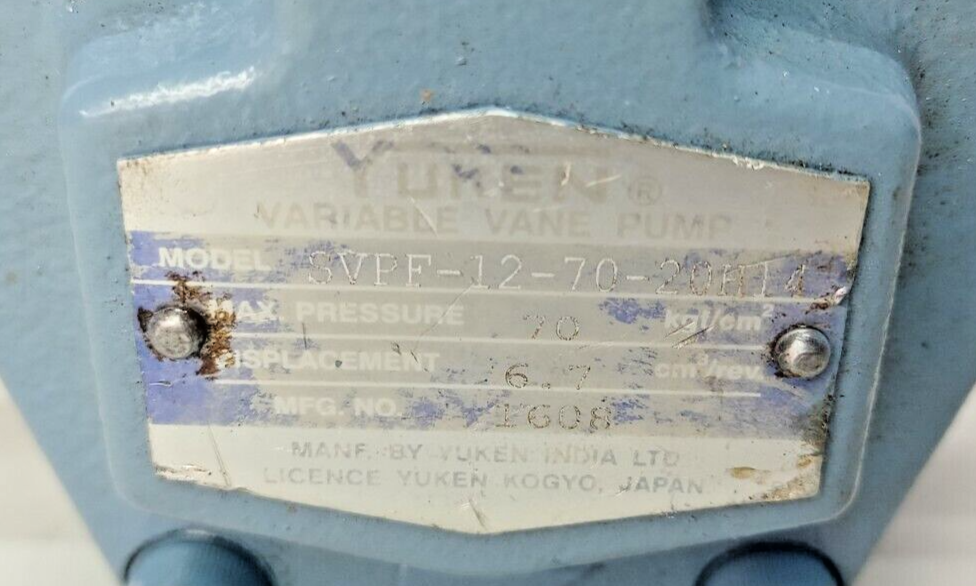 YUKEN®
VARIABLE VANE PUMP
MODEL SVPF-12-70-20H14
MAX. PRESSURE 70 kgf/cm²
DISPLACEMENT 6.7 cm³/rev.
MFG. NO. 1608
MANF. BY YUKEN INDIA LTD
LICENCE YUKEN KOGYO, JAPAN